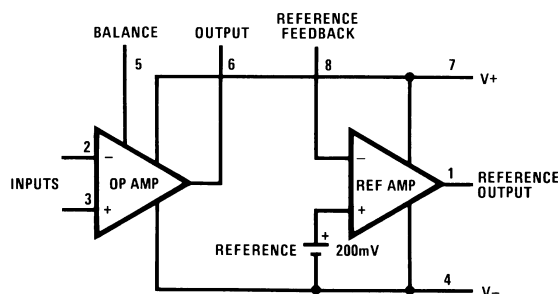 BALANCE
5
OUTPUT
6
REFERENCE
FEEDBACK
8
7
V+
2
−
OP AMP
INPUTS
3
+
−
REF AMP
1
REFERENCE
OUTPUT
+
+
REFERENCE
200mV
4
V−